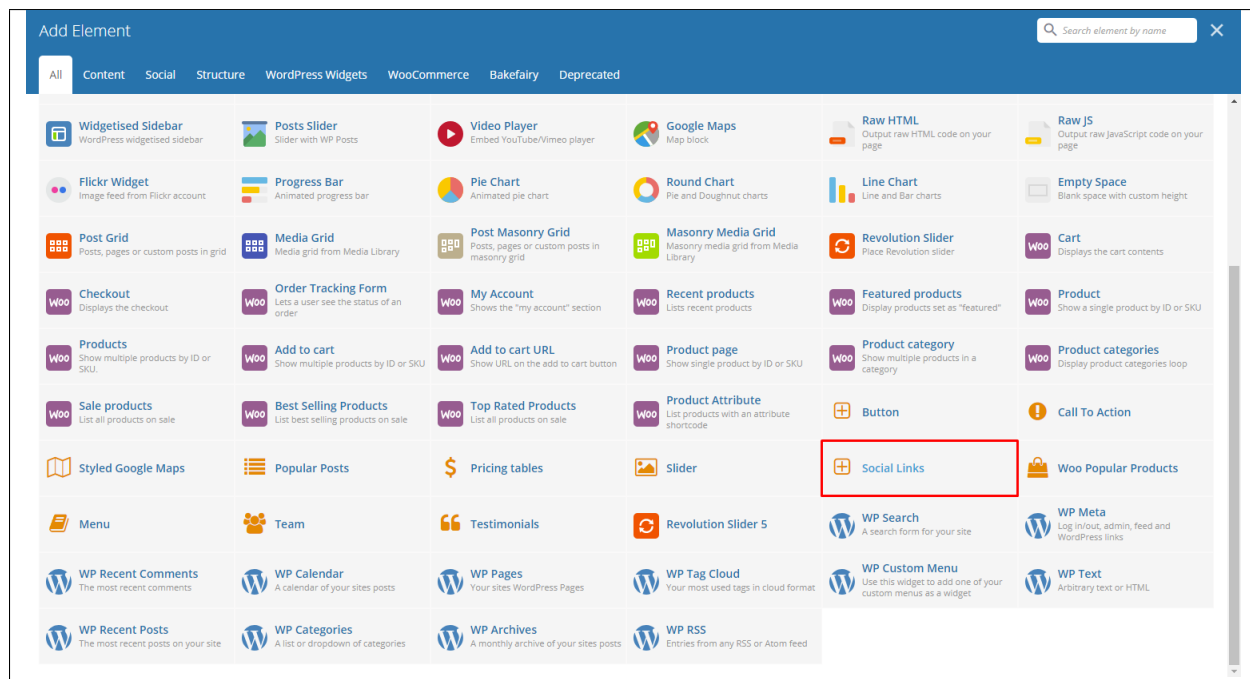 Add Element
Search element by name
All Content Social Structure WordPress Widgets WooCommerce Bakefairy Deprecated
Widgetised Sidebar
WordPress widgetised sidebar
Posts Slider
Slider with WP Posts
Video Player
Embed YouTube/Vimeo player
Google Maps
Map block
Raw HTML
Output raw HTML code on your
page
Raw JS
Output raw JavaScript code on your
page
Flickr Widget
Image feed from Flickr account
Progress Bar
Animated progress bar
Pie Chart
Animated pie chart
Round Chart
Pie and Doughnut charts
Line Chart
Line and Bar charts
Empty Space
Blank space with custom height
Post Grid
Posts, pages or custom posts in grid
Media Grid
Media grid from Media Library
Post Masonry Grid
Posts, pages or custom posts in
masonry grid
Masonry Media Grid
Masonry media grid from Media
Library
Revolution Slider
Place Revolution slider
Woo
Cart
Displays the cart contents
Woo
Checkout
Displays the checkout
Woo
Order Tracking Form
Lets a user see the status of an
order
Woo
My Account
Shows the "my account" section
Woo
Recent products
Lists recent products
Woo
Featured products
Display products set as "featured"
Woo
Product
Show a single product by ID or SKU
Woo
Products
Show multiple products by ID or
SKU.
Woo
Add to cart
Show multiple products by ID or SKU
Woo
Add to cart URL
Show URL on the add to cart button
Woo
Product page
Show single product by ID or SKU
Woo
Product category
Show multiple products in a
category
Woo
Product categories
Display product categories loop
Woo
Sale products
List all products on sale
Woo
Best Selling Products
List best selling products on sale
Woo
Top Rated Products
List all products on sale
Woo
Product Attribute
List products with an attribute
shortcode
Button
Call To Action
Styled Google Maps
Popular Posts
Pricing tables
Slider
Social Links
Woo Popular Products
Menu
Team
Testimonials
Revolution Slider 5
WP Search
A search form for your site
WP Meta
Log in/out, admin, feed and
WordPress links
WP Recent Comments
The most recent comments
WP Calendar
A calendar of your sites posts
WP Pages
Your sites WordPress Pages
WP Tag Cloud
Your most used tags in cloud format
WP Custom Menu
Use this widget to add one of your
custom menus as a widget
WP Text
Arbitrary text or HTML
WP Recent Posts
The most recent posts on your site
WP Categories
A list or dropdown of categories
WP Archives
A monthly archive of your sites posts
WP RSS
Entries from any RSS or Atom feed